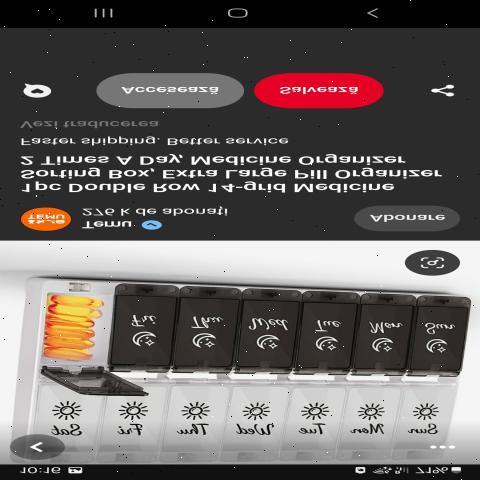 10:16
Sat Fri Thu Wed Tue Mon Sun
Fri Thu Wed Tue Mon Sun
TEMU
Temu
276 k de abonați
Abonare
1pc Double Row 14-grid Medicine
Sorting Box, Extra Large Pill Organizer
2 Times A Day, Medicine Organizer
Faster shipping. Better service
Vezi traducerea
Accesează
Salvează